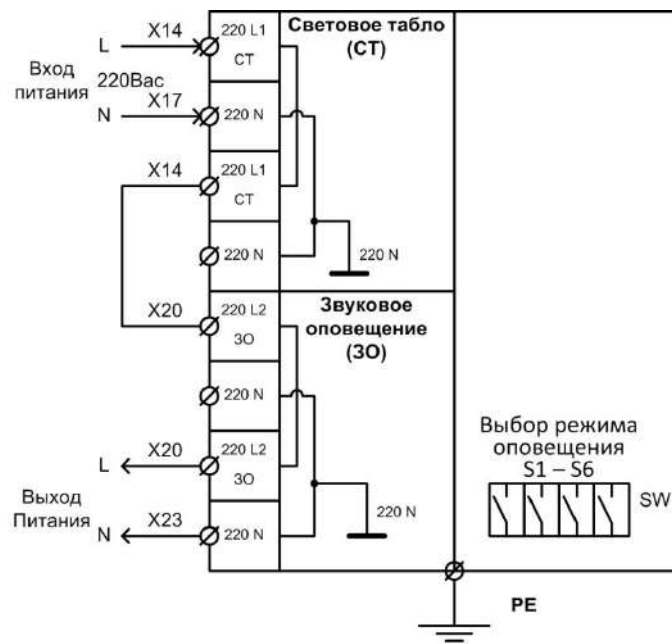 X14
220 L1
Световое табло
(СТ)
L
СТ
Вход
питания
220Вас
X17
N
220 N
X14
220 L1
СТ
220 N
220 N
X20
220 L2
ЗО
Звуковое
оповещение
(ЗО)
220 N
Выбор режима
оповещения
S1 – S6
X20
220 L2
L
ЗО
SW
Выход
Питания
X23
N
220 N
220 N
PE